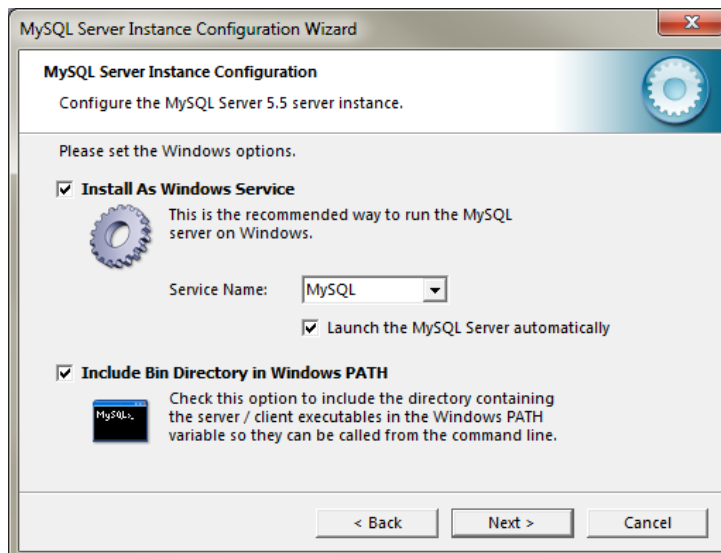 MySQL Server Instance Configuration Wizard
MySQL Server Instance Configuration
Configure the MySQL Server 5.5 server instance.
Please set the Windows options.
Install As Windows Service
This is the recommended way to run the MySQL
server on Windows.
Service Name: MySQL
Launch the MySQL Server automatically
Include Bin Directory in Windows PATH
MySQL>_
Check this option to include the directory containing
the server / client executables in the Windows PATH
variable so they can be called from the command line.
< Back Next > Cancel